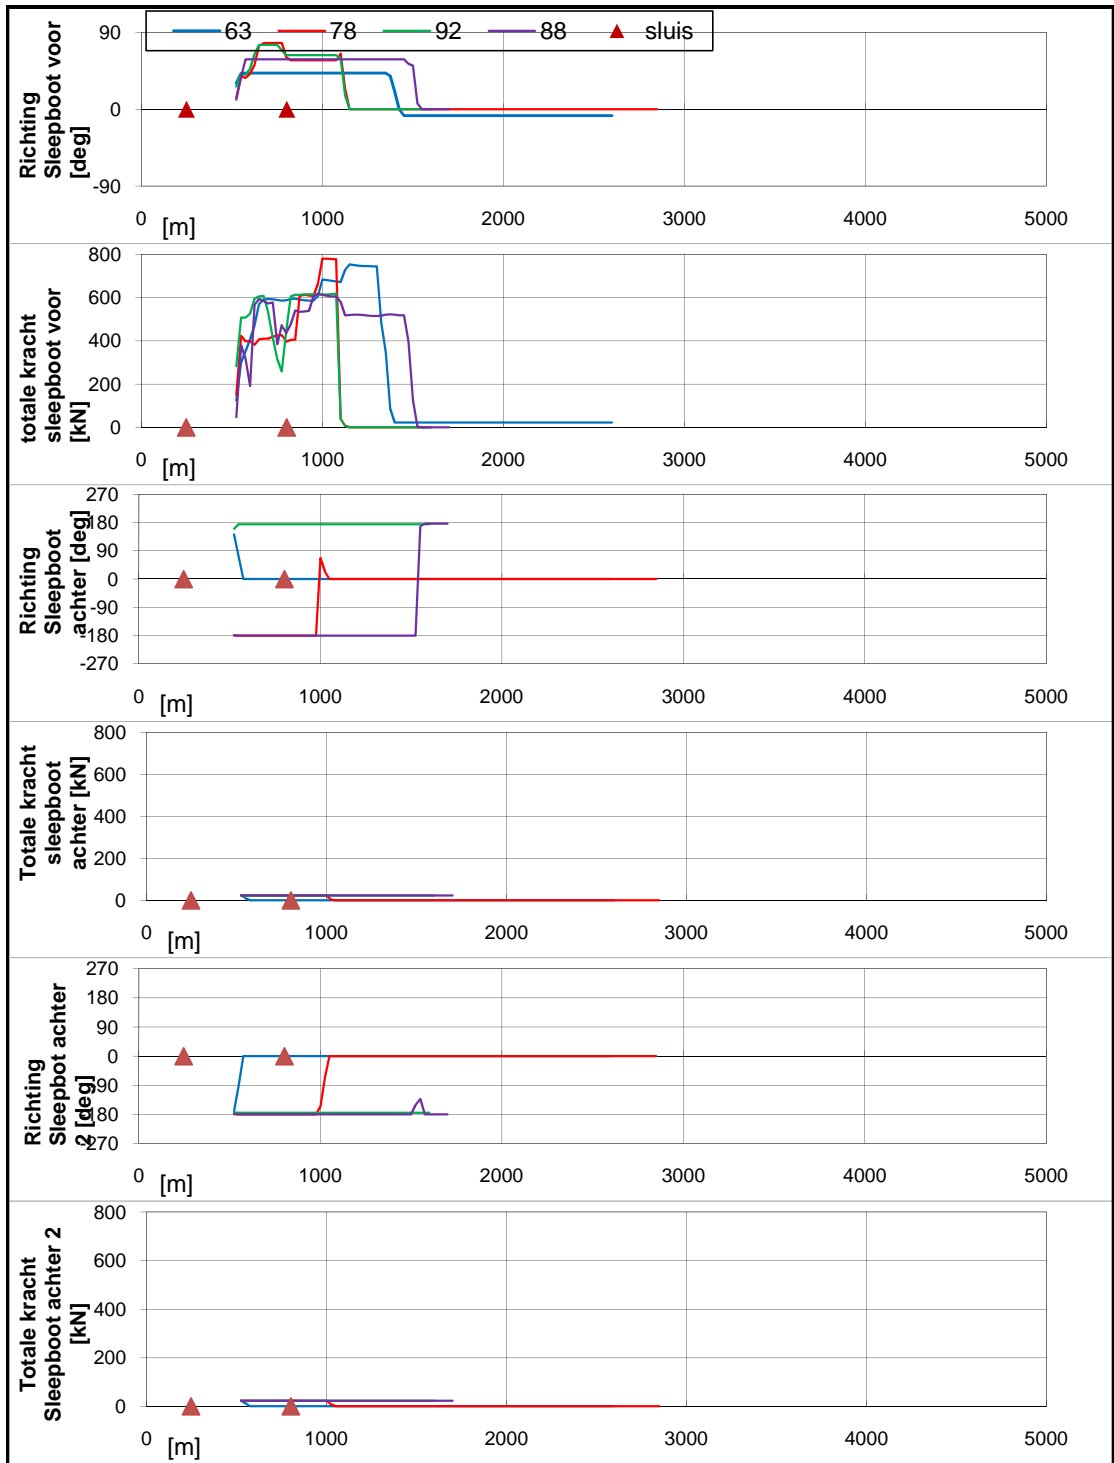 63 78 92 88 sluis
Richting
Sleepboot voor
[deg]
90
0
-90
0 1000 2000 3000 4000 5000
[m]
totale kracht
sleepboot voor
[kN]
800
600
400
200
0
0 1000 2000 3000 4000 5000
[m]
Richting
Sleepboot
achter [deg]
270
180
90
0
-90
-180
-270
0 1000 2000 3000 4000 5000
[m]
Totale kracht
sleepboot
achter [kN]
800
600
400
200
0
0 1000 2000 3000 4000 5000
[m]
Richting
Sleepbot achter
2 [deg]
270
180
90
0
-90
-180
-270
0 1000 2000 3000 4000 5000
[m]
Totale kracht
Sleepboot achter 2
[kN]
800
600
400
200
0
0 1000 2000 3000 4000 5000
[m]